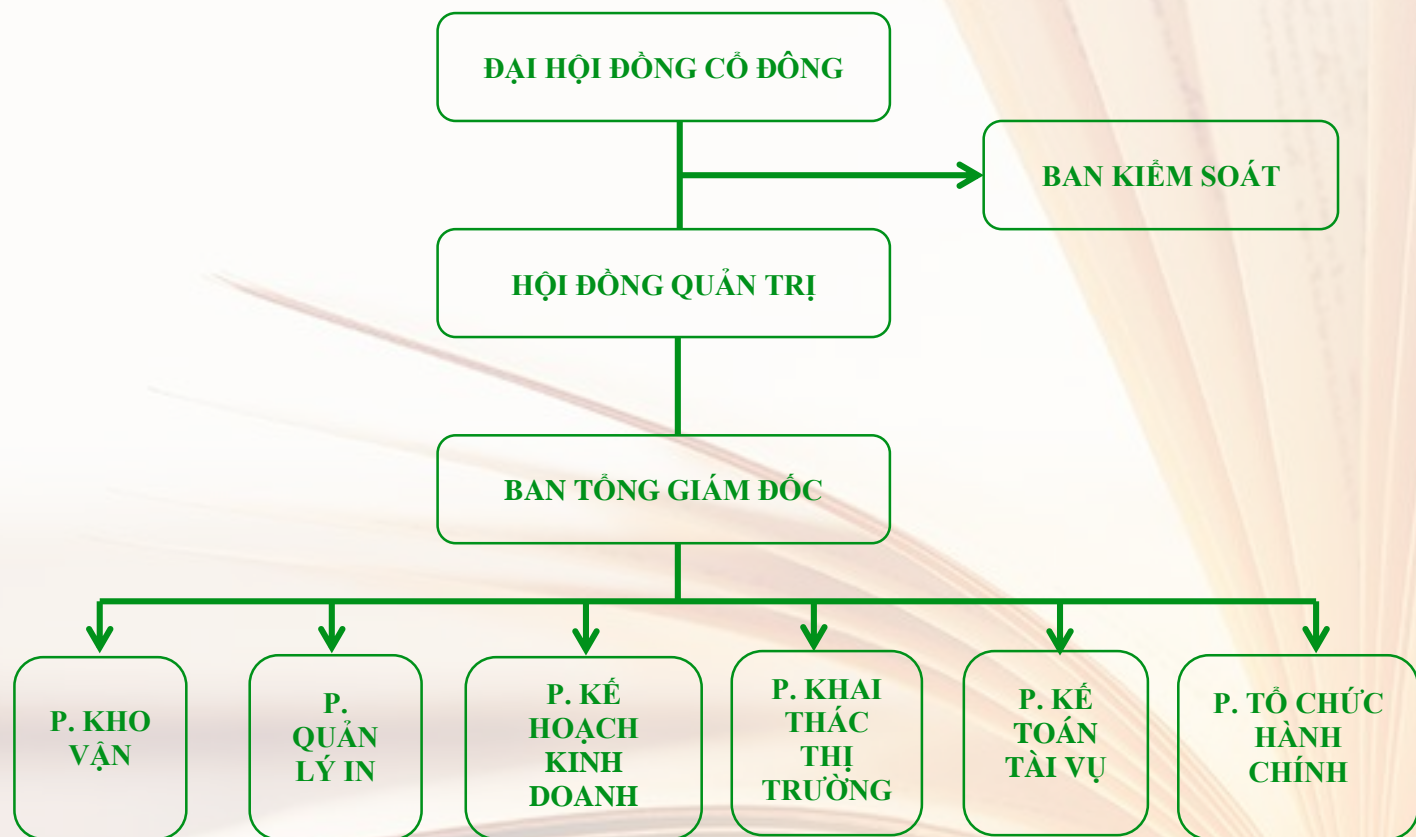 ĐẠI HỘI ĐỒNG CỔ ĐÔNG
BAN KIỂM SOÁT
HỘI ĐỒNG QUẢN TRỊ
BAN TỔNG GIÁM ĐỐC
P. KHO
VẬN
P.
QUẢN
LÝ IN
P. KẾ
HOẠCH
KINH
DOANH
P. KHAI
THÁC
THỊ
TRƯỜNG
P. KẾ
TOÁN
TÀI VỤ
P. TỔ CHỨC
HÀNH
CHÍNH